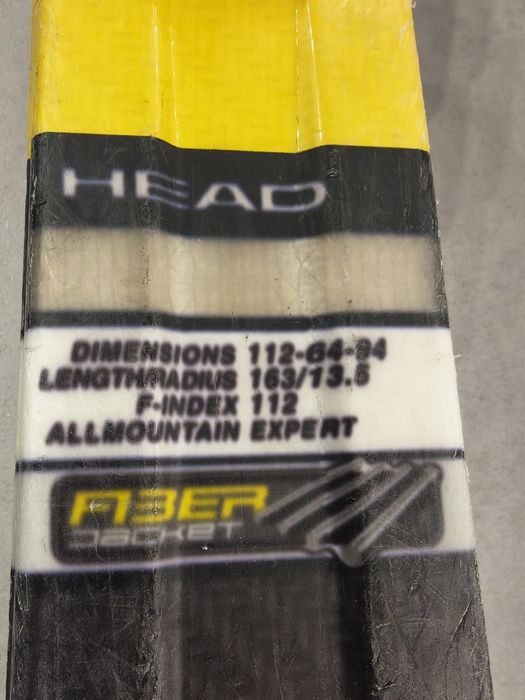 HEAD
DIMENSIONS 112-64-94
LENGTH/RADIUS 163/13.5
F-INDEX 112
ALLMOUNTAIN EXPERT
FIBER
JACKET